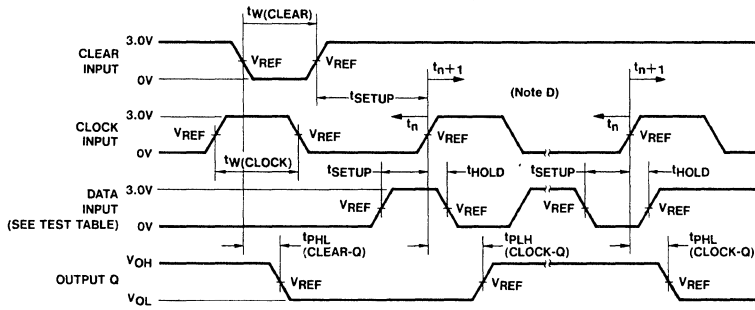 tW(CLEAR)
3.0V
CLEAR
INPUT
VREF
VREF
0V
tn+1
tn+1
tSETUP
(Note D)
3.0V
tn
tn
CLOCK
INPUT
VREF
VREF
VREF
VREF
0V
tW(CLOCK)
tSETUP
tHOLD
tSETUP
tHOLD
3.0V
DATA
INPUT
(SEE TEST TABLE)
VREF
VREF
VREF
VREF
0V
tPHL
(CLEAR-Q)
tPLH
(CLOCK-Q)
tPHL
(CLOCK-Q)
VOH
OUTPUT Q
VREF
VREF
VREF
VOL